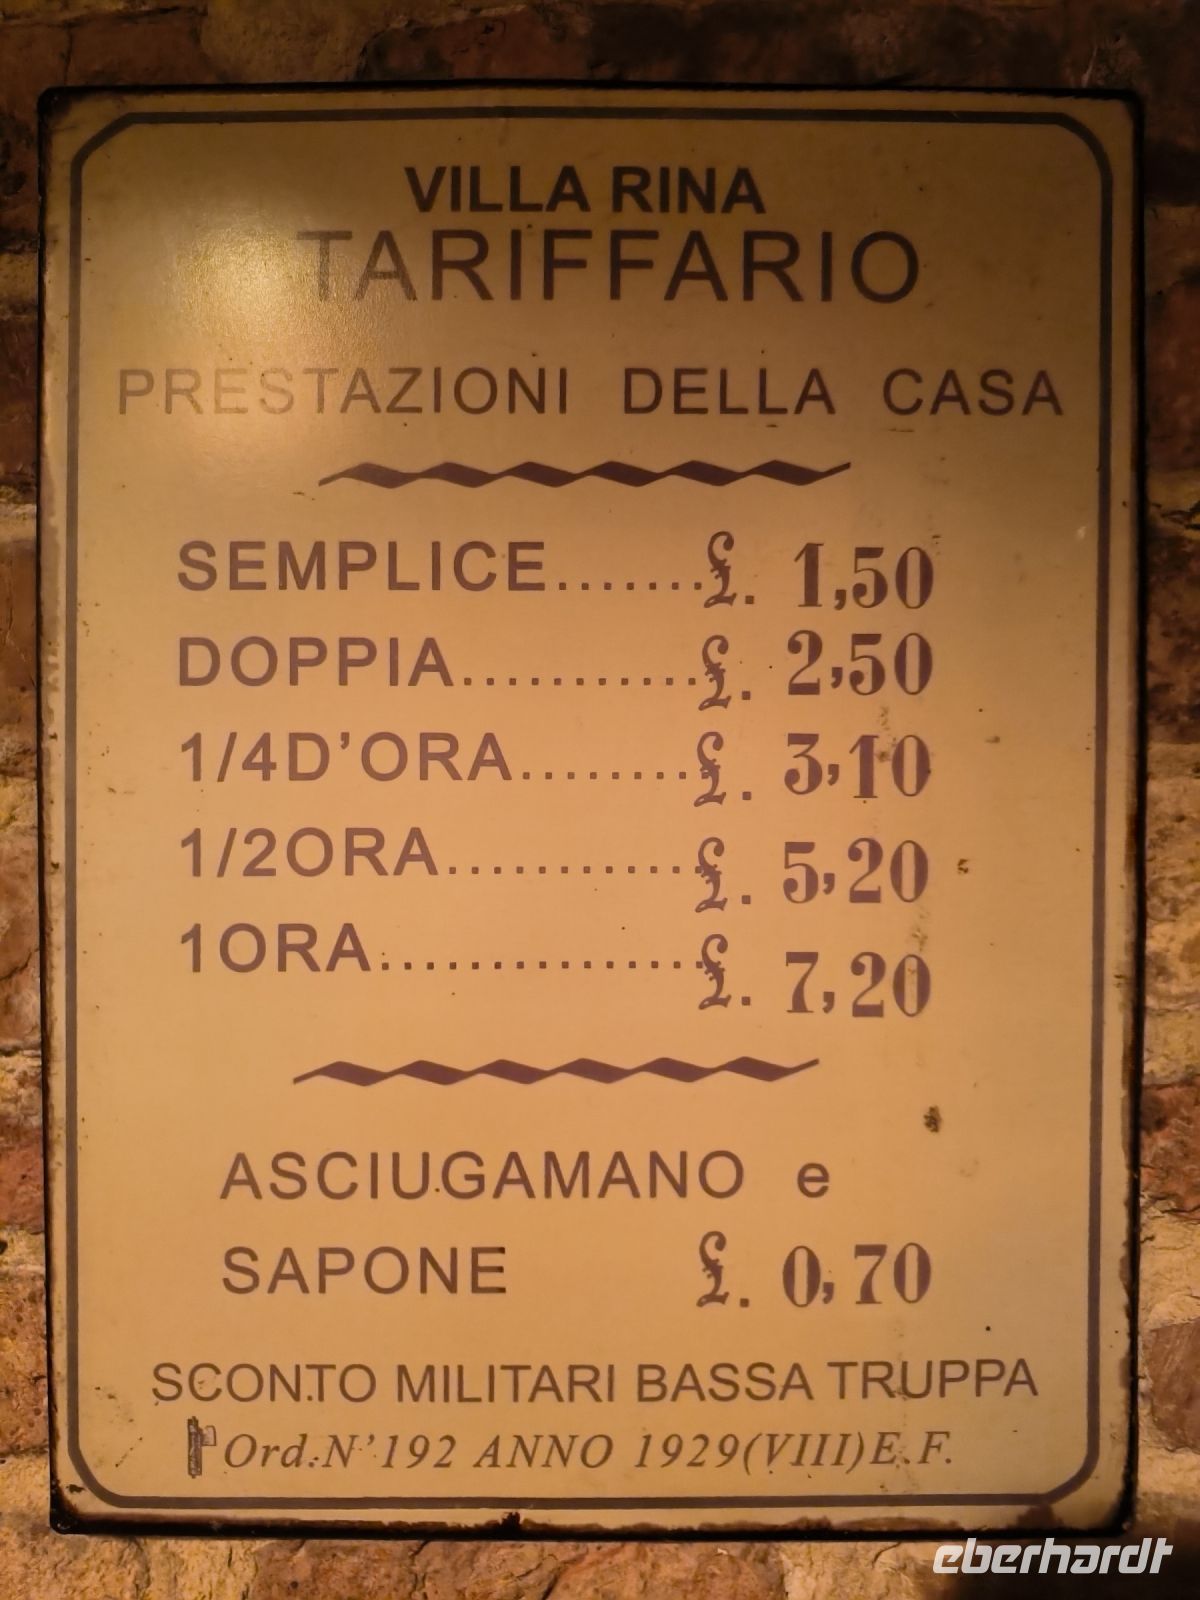 VILLA RINA
TARIFFARIO
PRESTAZIONI DELLA CASA
SEMPLICE.......£. 1,50
DOPPIA...........£. 2,50
1/4D'ORA........£. 3,10
1/2ORA...........£. 5,20
1ORA...............£. 7,20
ASCIUGAMANO e
SAPONE £. 0,70
SCONTO MILITARI BASSA TRUPPA
Ord.N'192 ANNO 1929(VIII)E.F.
eberhardt